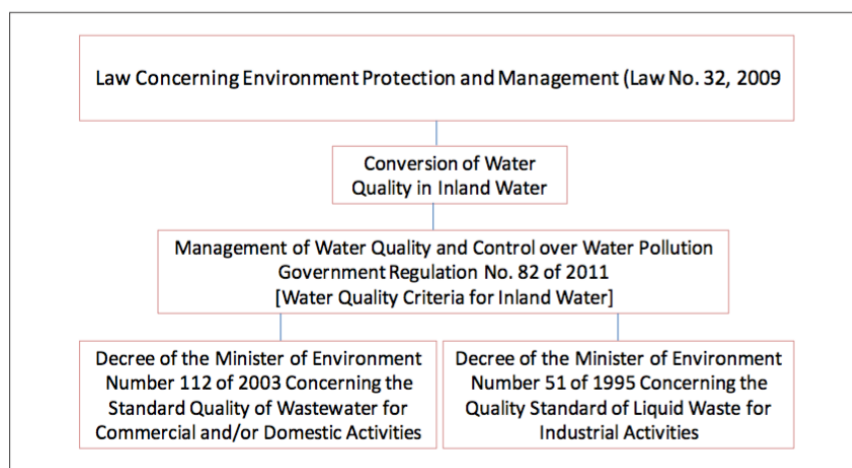 Law Concerning Environment Protection and Management (Law No. 32, 2009
Conversion of Water
Quality in Inland Water
Management of Water Quality and Control over Water Pollution
Government Regulation No. 82 of 2011
[Water Quality Criteria for Inland Water]
Decree of the Minister of Environment
Number 112 of 2003 Concerning the
Standard Quality of Wastewater for
Commercial and/or Domestic Activities
Decree of the Minister of Environment
Number 51 of 1995 Concerning the
Quality Standard of Liquid Waste for
Industrial Activities